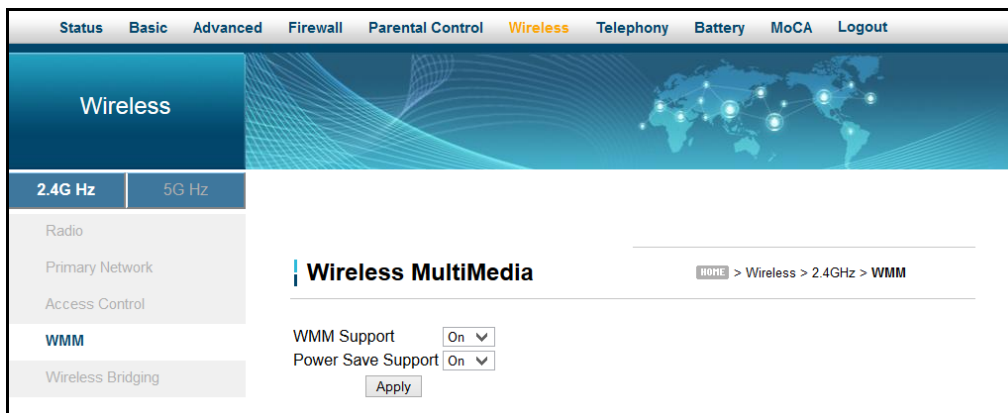 Status Basic Advanced Firewall Parental Control Wireless Telephony Battery MoCA Logout
Wireless
2.4G Hz 5G Hz
Radio
Primary Network
Access Control
WMM
Wireless Bridging
Wireless MultiMedia
HOME > Wireless > 2.4GHz > WMM
WMM Support On
Power Save Support On
Apply